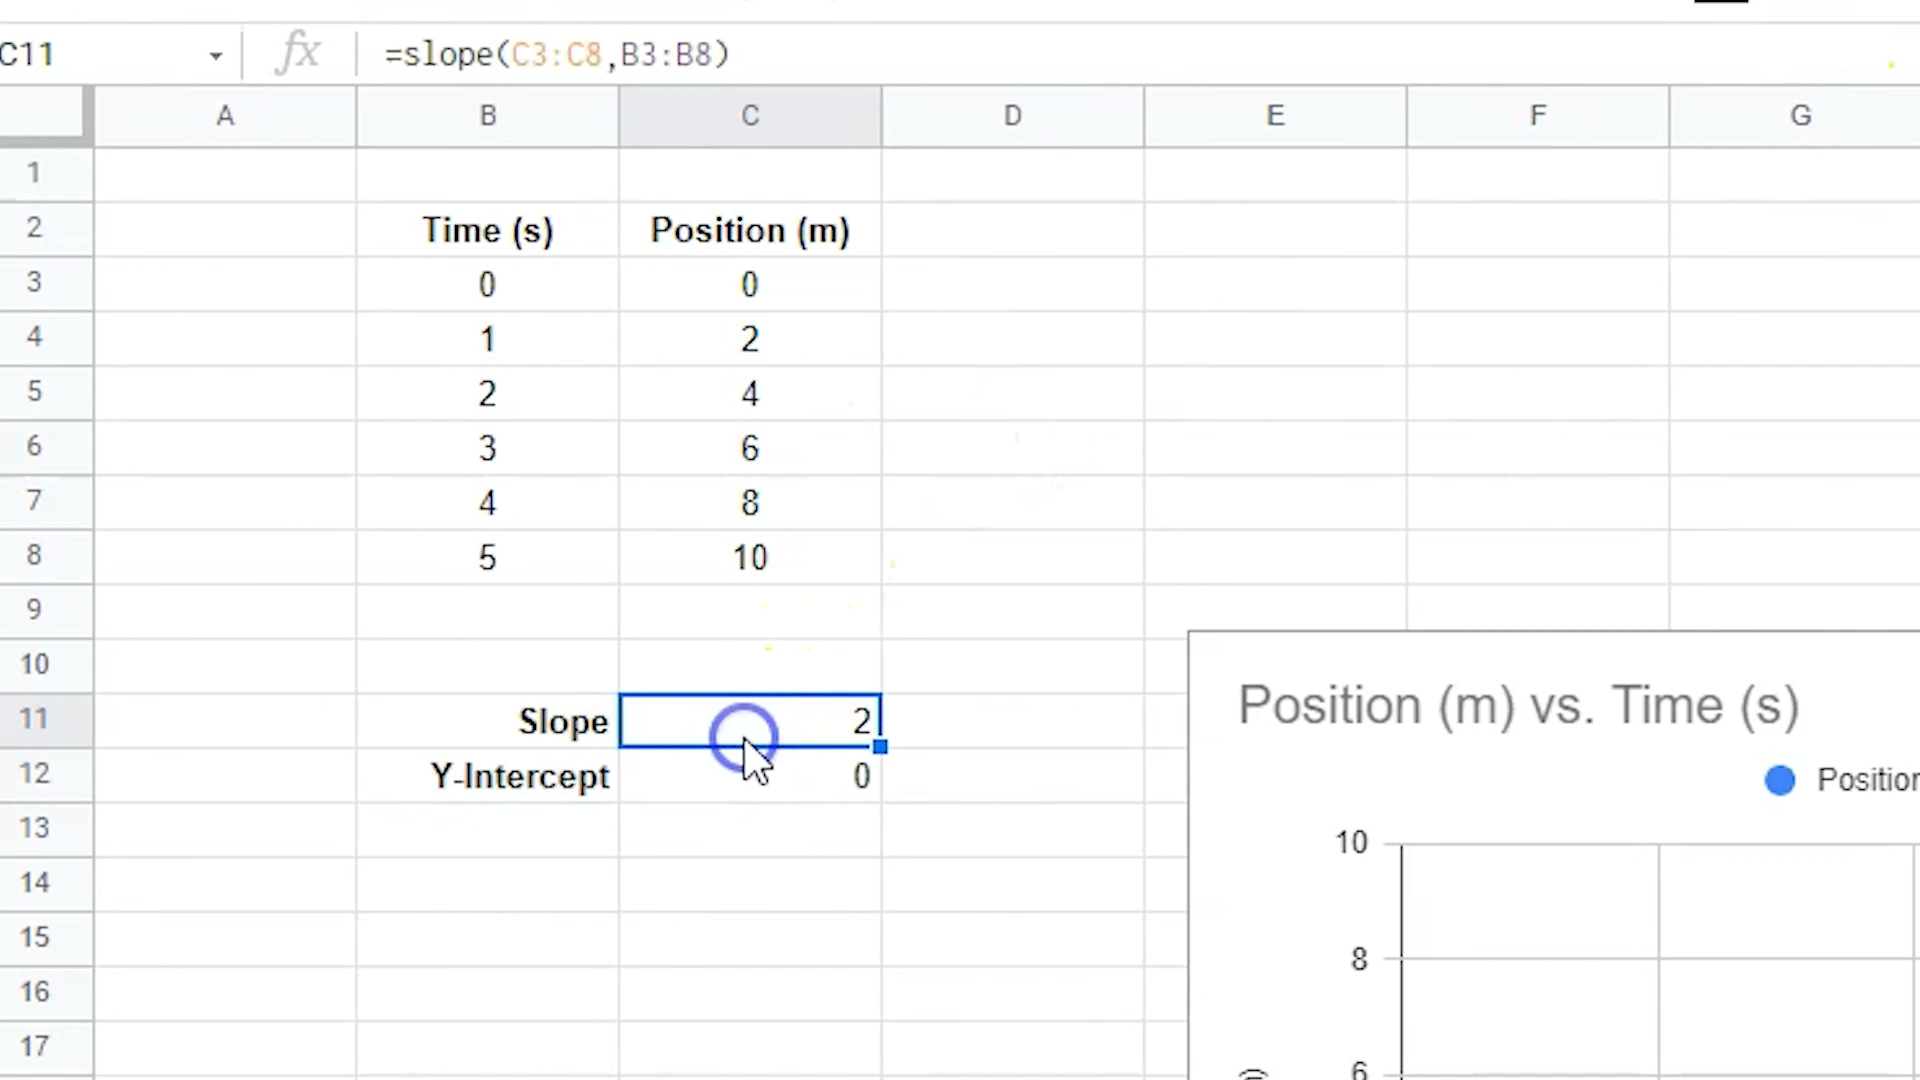 C11 fx =slope(C3:C8,B3:B8)
A B C D E F G
1
2 Time (s) Position (m)
3 0 0
4 1 2
5 2 4
6 3 6
7 4 8
8 5 10
9
10
Position (m) vs. Time (s)
11 Slope 2
12 Y-Intercept 0
Position
10
13
14
8
15
16
17
6